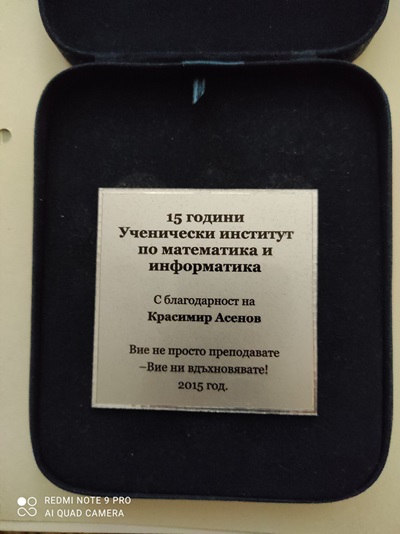 15 години
Ученически институт
по математика и
информатика
С благодарност на
Красимир Асенов
Вие не просто преподавате
–Вие ни вдъхновявате!
2015 год.
REDMI NOTE 9 PRO
AI QUAD CAMERA